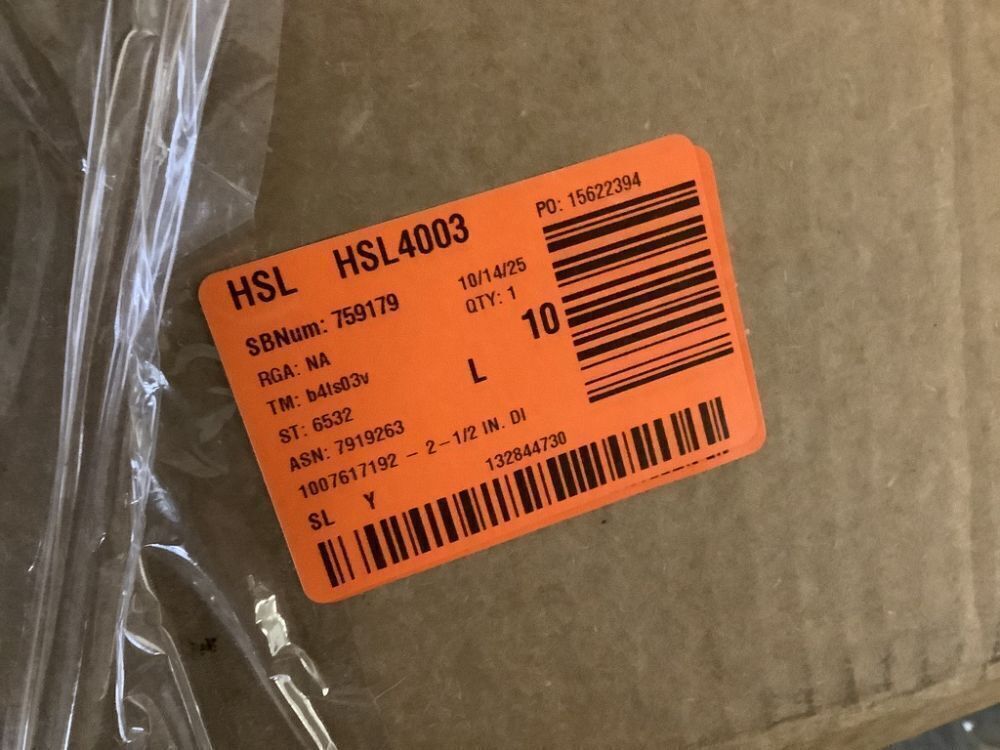 HSL HSL4003
PO: 15622394
SBNum: 759179
10/14/25
RGA: NA
QTY: 1
10
TM: b4ls03v
L
ST: 6532
ASN: 7919263
1007617192 - 2-1/2 IN. DI
SL Y
132844730